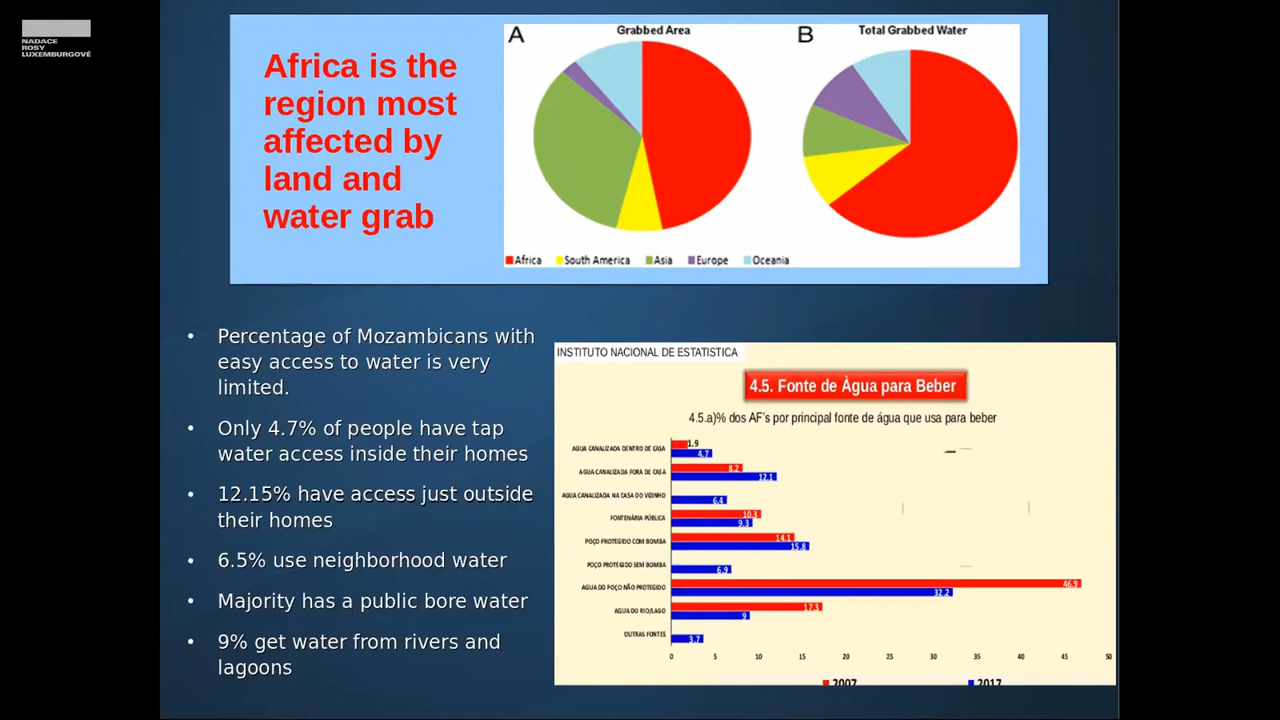 NADACE
ROSY
LUXEMBURGOVÉ
Africa is the
region most
affected by
land and
water grab
A
Grabbed Area
B
Total Grabbed Water
Africa
South America
Asia
Europe
Oceania
Percentage of Mozambicans with
easy access to water is very
limited.
Only 4.7% of people have tap
water access inside their homes
12.15% have access just outside
their homes
6.5% use neighborhood water
Majority has a public bore water
9% get water from rivers and
lagoons
INSTITUTO NACIONAL DE ESTATISTICA
4.5. Fonte de Àgua para Beber
4.5.a)% dos AF's por principal fonte de água que usa para beber
AGUA CANALIZADA DENTRO DE CASA
1.9
4.7
AGUA CANALIZADA FORA DE CASA
8.2
12.1
AGUA CANALIZADA NA CASA DO VIZINHO
6.4
FONTENÁRIA PÚBLICA
10.3
9.3
POÇO PROTEGIDO COM BOMBA
14.1
15.8
POÇO PROTEGIDO SEM BOMBA
6.9
AGUA DO POÇO NÃO PROTEGIDO
46.9
32.2
AGUA DO RIO/LAGO
17.3
9
OUTRAS FONTES
3.7
0 5 10 15 20 25 30 35 40 45 50
2007
2017